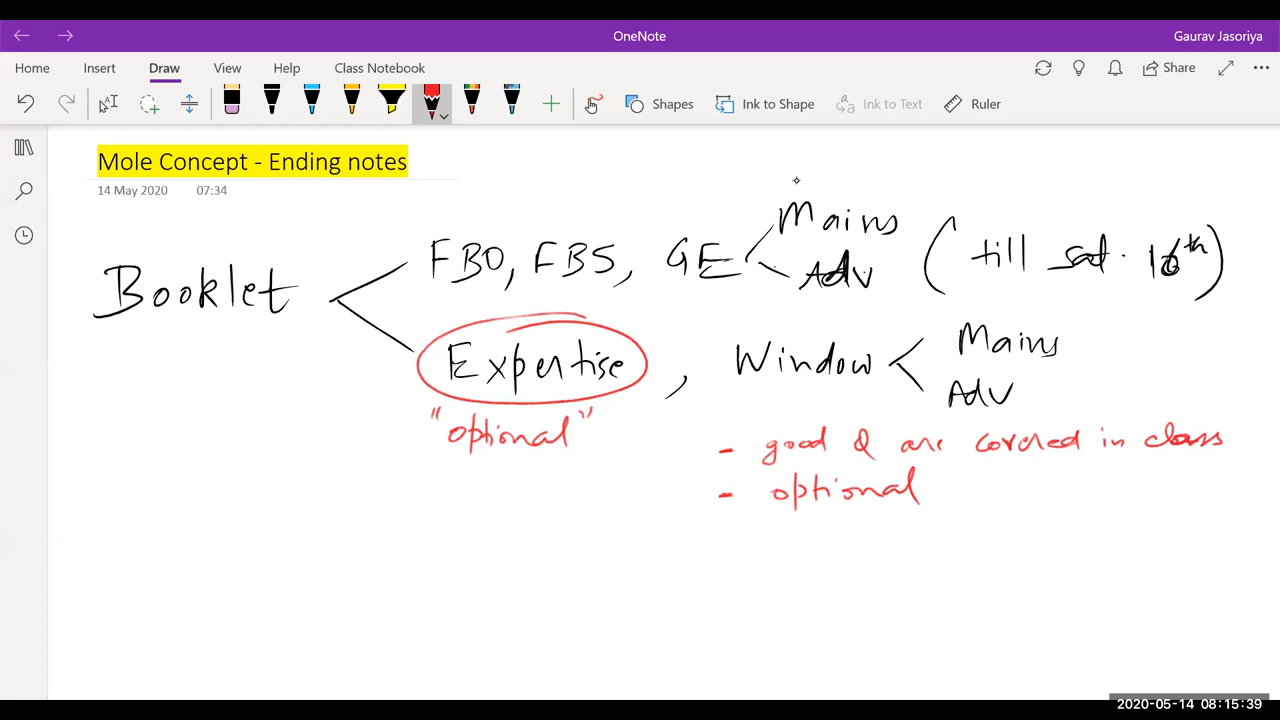 OneNote
Gaurav Jasoriya
Home Insert Draw View Help Class Notebook Share
Shapes Ink to Shape Ink to Text Ruler
Mole Concept - Ending notes
14 May 2020 07:34
Mains
Booklet FBO, FBS, GE (till sat. 16th)
Adv
Expertise, Window Mains
Adv
"optional"
- good Q are covered in class
- optional
2020-05-14 08:15:39